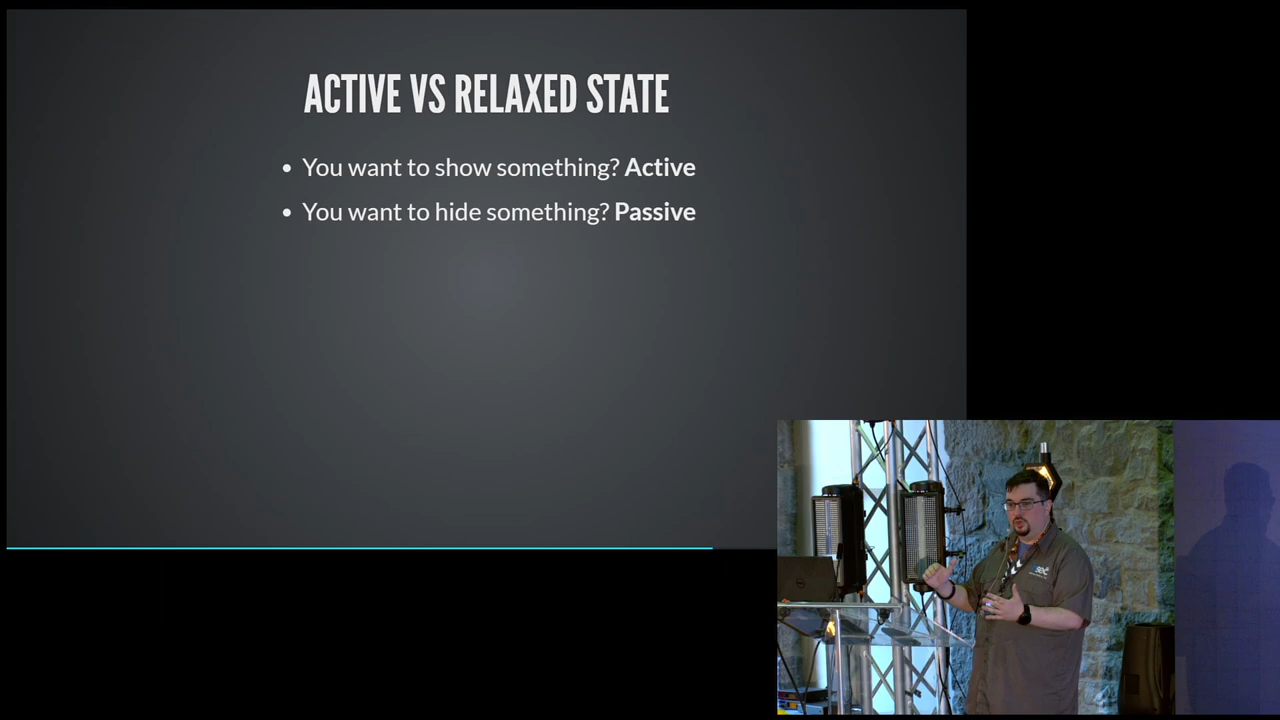 ACTIVE VS RELAXED STATE
• You want to show something? Active
• You want to hide something? Passive